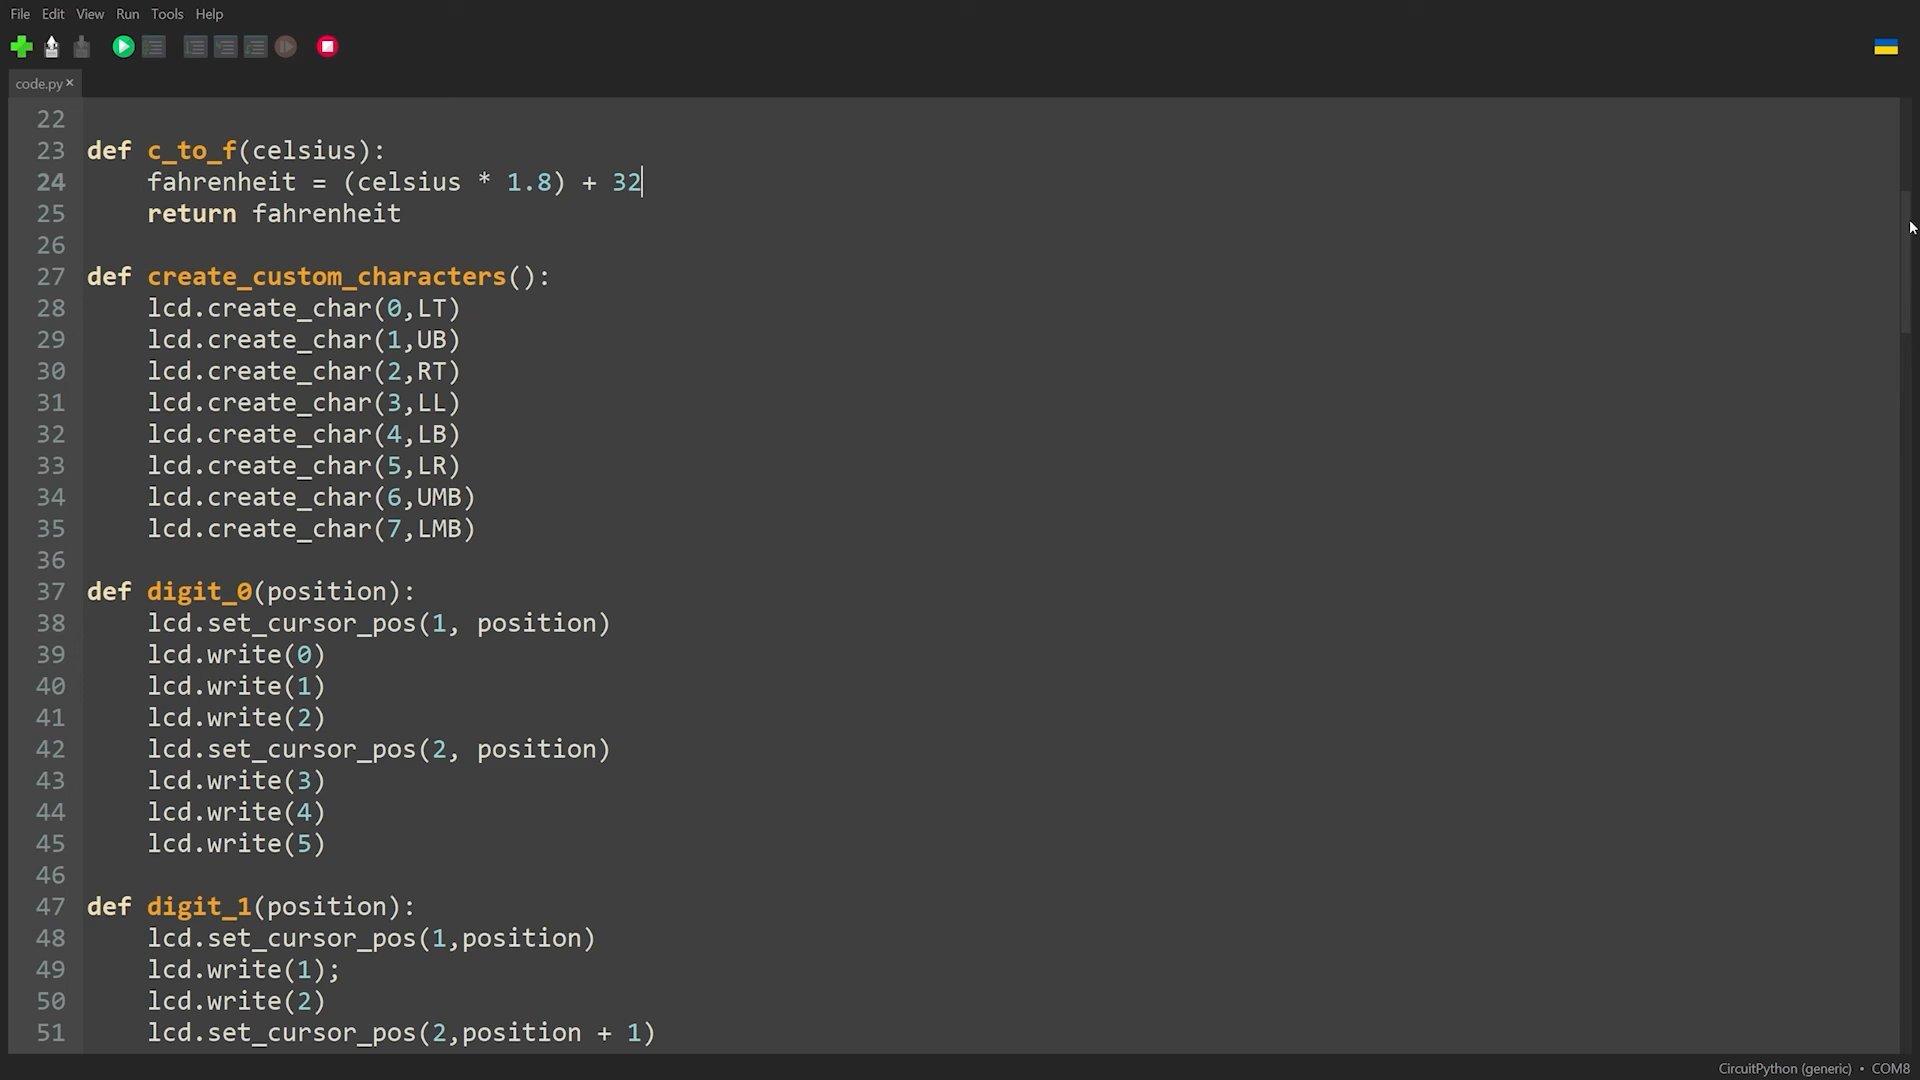 File Edit View Run Tools Help
code.py ×
22
23 def c_to_f(celsius):
24     fahrenheit = (celsius * 1.8) + 32
25     return fahrenheit
26
27 def create_custom_characters():
28     lcd.create_char(0,LT)
29     lcd.create_char(1,UB)
30     lcd.create_char(2,RT)
31     lcd.create_char(3,LL)
32     lcd.create_char(4,LB)
33     lcd.create_char(5,LR)
34     lcd.create_char(6,UMB)
35     lcd.create_char(7,LMB)
36
37 def digit_0(position):
38     lcd.set_cursor_pos(1, position)
39     lcd.write(0)
40     lcd.write(1)
41     lcd.write(2)
42     lcd.set_cursor_pos(2, position)
43     lcd.write(3)
44     lcd.write(4)
45     lcd.write(5)
46
47 def digit_1(position):
48     lcd.set_cursor_pos(1,position)
49     lcd.write(1);
50     lcd.write(2)
51     lcd.set_cursor_pos(2,position + 1)
CircuitPython (generic) • COM8